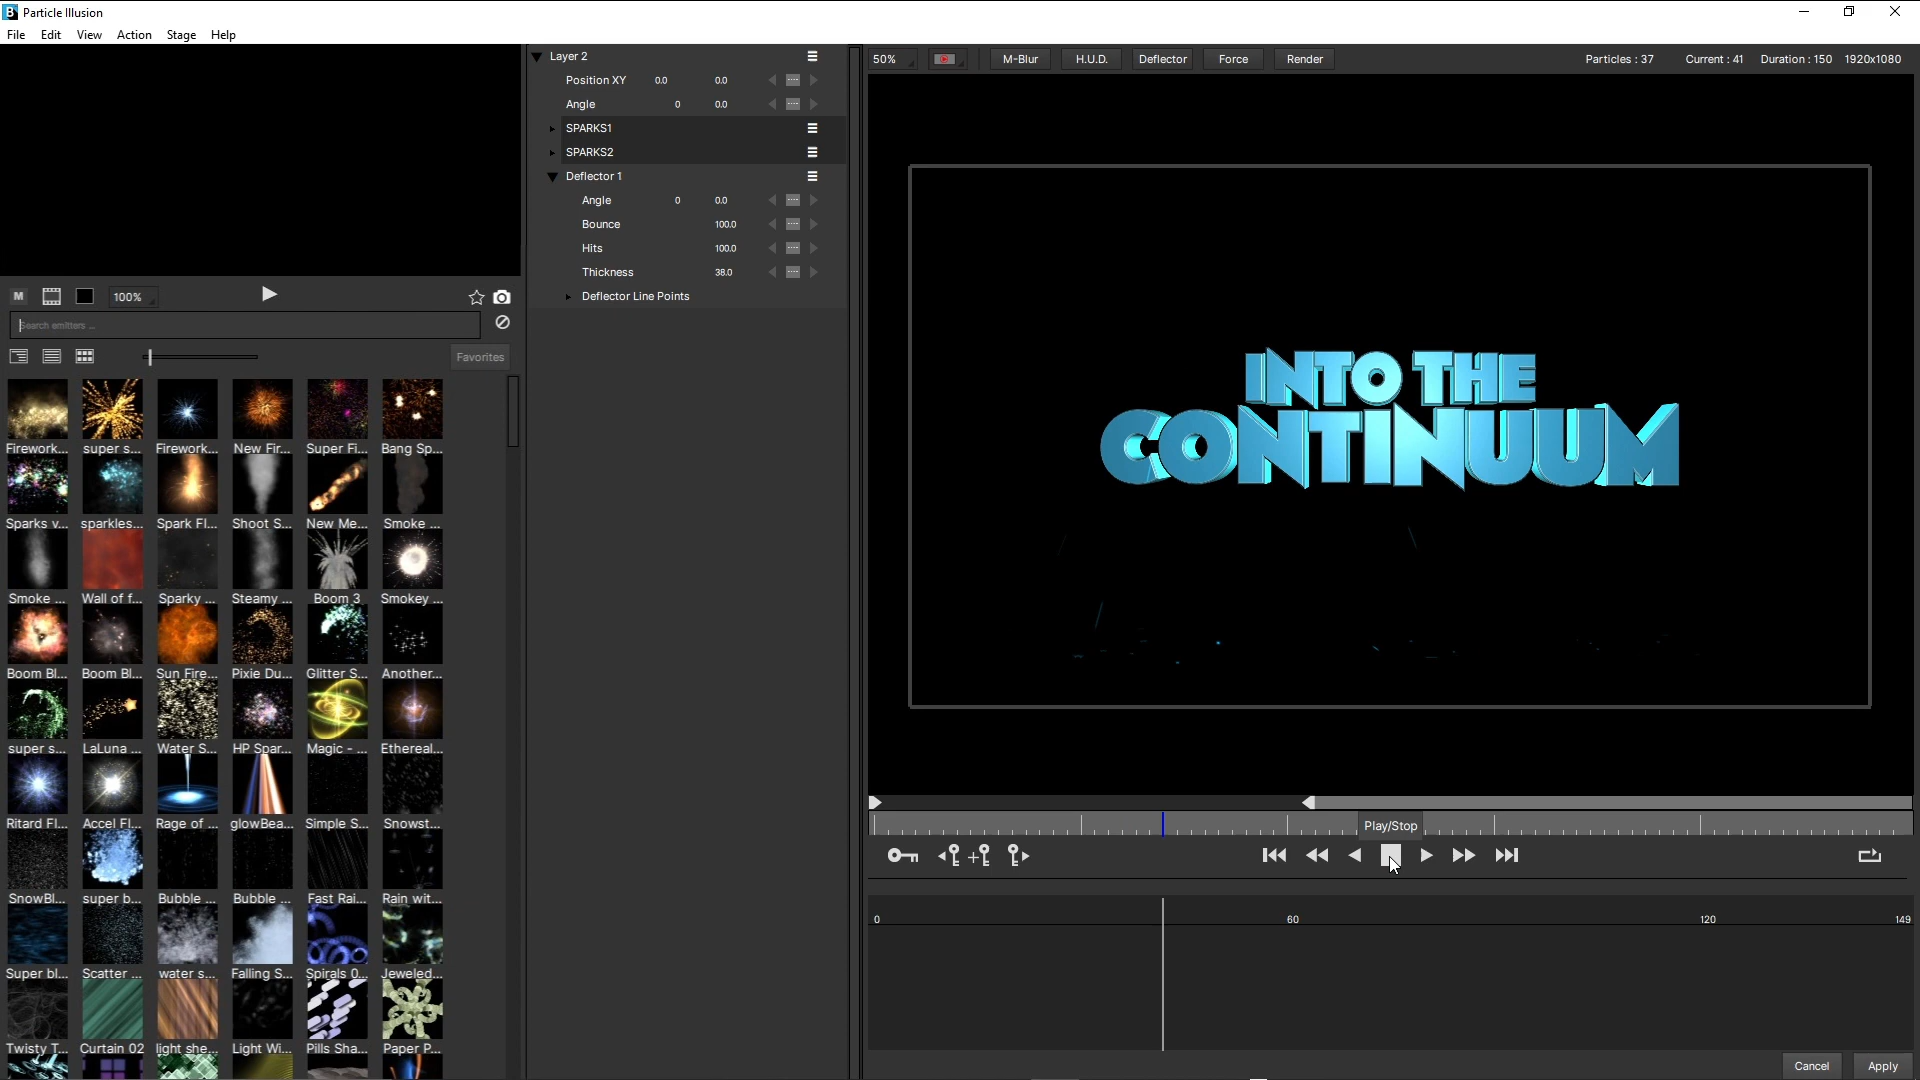 Particle Illusion
File Edit View Action Stage Help
Layer 2
Position XY 0.0 0.0
Angle 0 0.0
SPARKS1
SPARKS2
Deflector 1
Angle 0 0.0
Bounce 100.0
Hits 100.0
Thickness 38.0
Deflector Line Points
50% M-Blur H.U.D. Deflector Force Render Particles : 37 Current : 41 Duration : 150 1920x1080
INTO THE
CONTINUUM
M 100%
Search emitters ...
Favorites
Firework... super s... Firework... New Fir... Super Fi... Bang Sp...
Sparks v... sparkles... Spark Fl... Shoot S... New Me... Smoke ...
Smoke ... Wall of f... Sparky ... Steamy ... Boom 3 Smokey ...
Boom Bl... Boom Bl... Sun Fire... Pixie Du... Glitter S... Another...
super s... LaLuna ... Water S... HP Spar... Magic - ... Ethereal...
Ritard Fl... Accel Fl... Rage of ... glowBea... Simple S... Snowst...
SnowBl... super b... Bubble ... Bubble ... Fast Rai... Rain wit...
Super bl... Scatter ... water s... Falling S... Spirals 0... Jeweled...
Twisty T... Curtain 02 light she... Light Wi... Pills Sha... Paper P...
Play/Stop
0 60 120 149
Cancel Apply